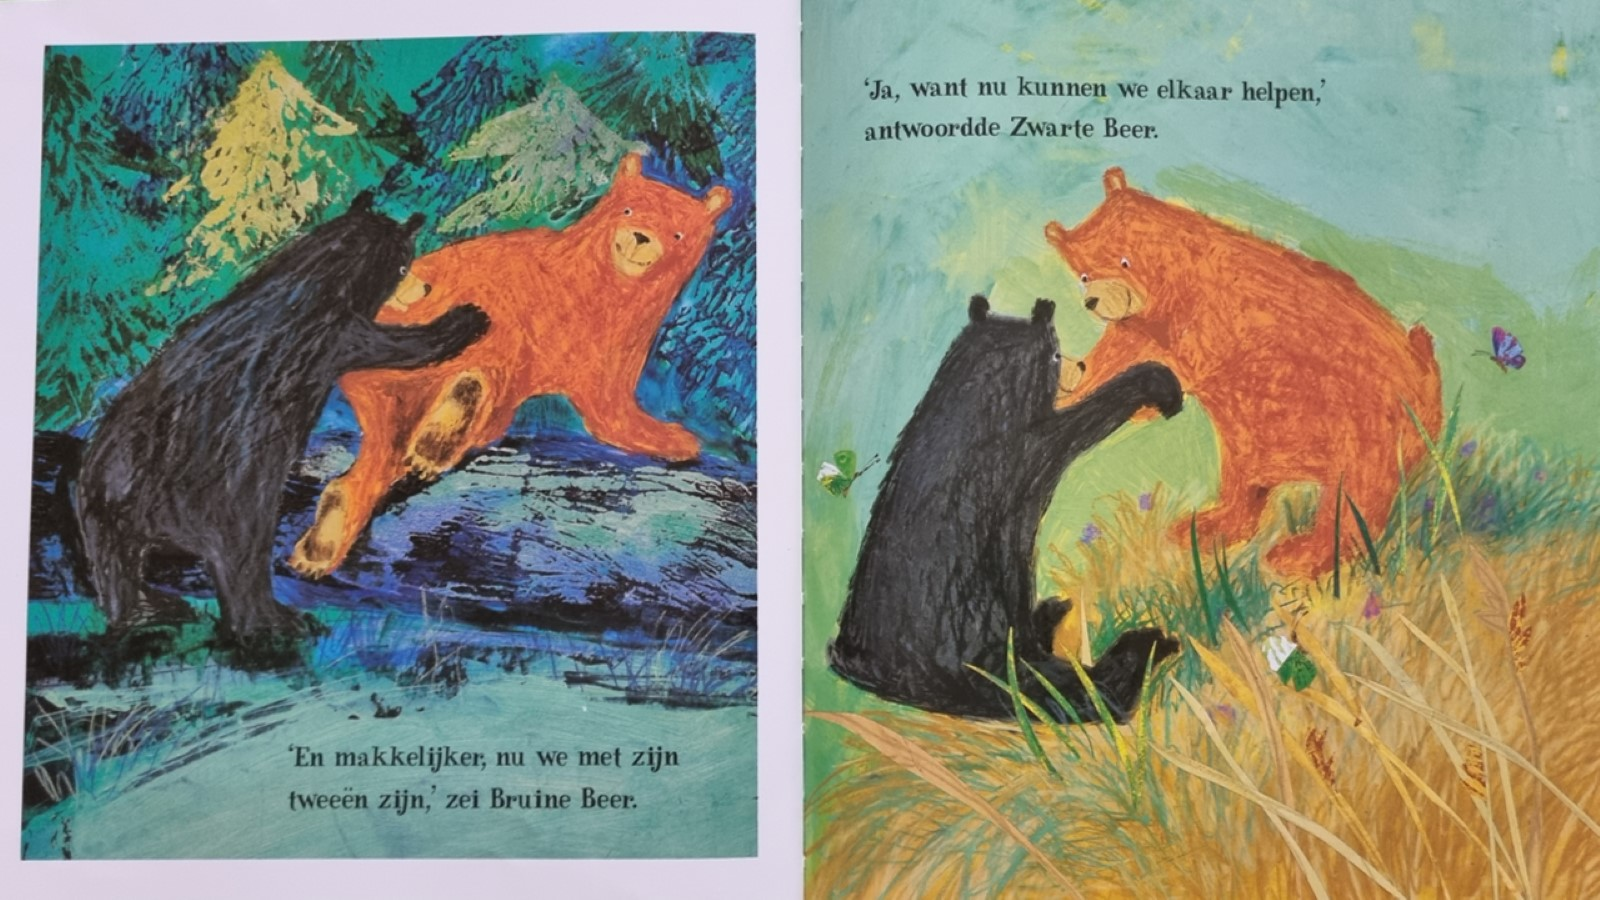 ‘En makkelijker, nu we met zijn
tweeën zijn,’ zei Bruine Beer.
‘Ja, want nu kunnen we elkaar helpen,’
antwoordde Zwarte Beer.